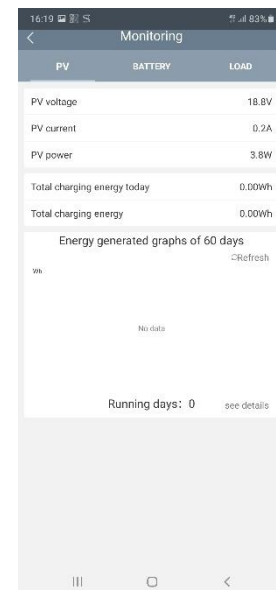 16:19 83%
Monitoring
PV BATTERY LOAD
PV voltage 18.8V
PV current 0.2A
PV power 3.8W
Total charging energy today 0.00Wh
Total charging energy 0.00Wh
Energy generated graphs of 60 days
Refresh
Wh
No data
Running days: 0 see details